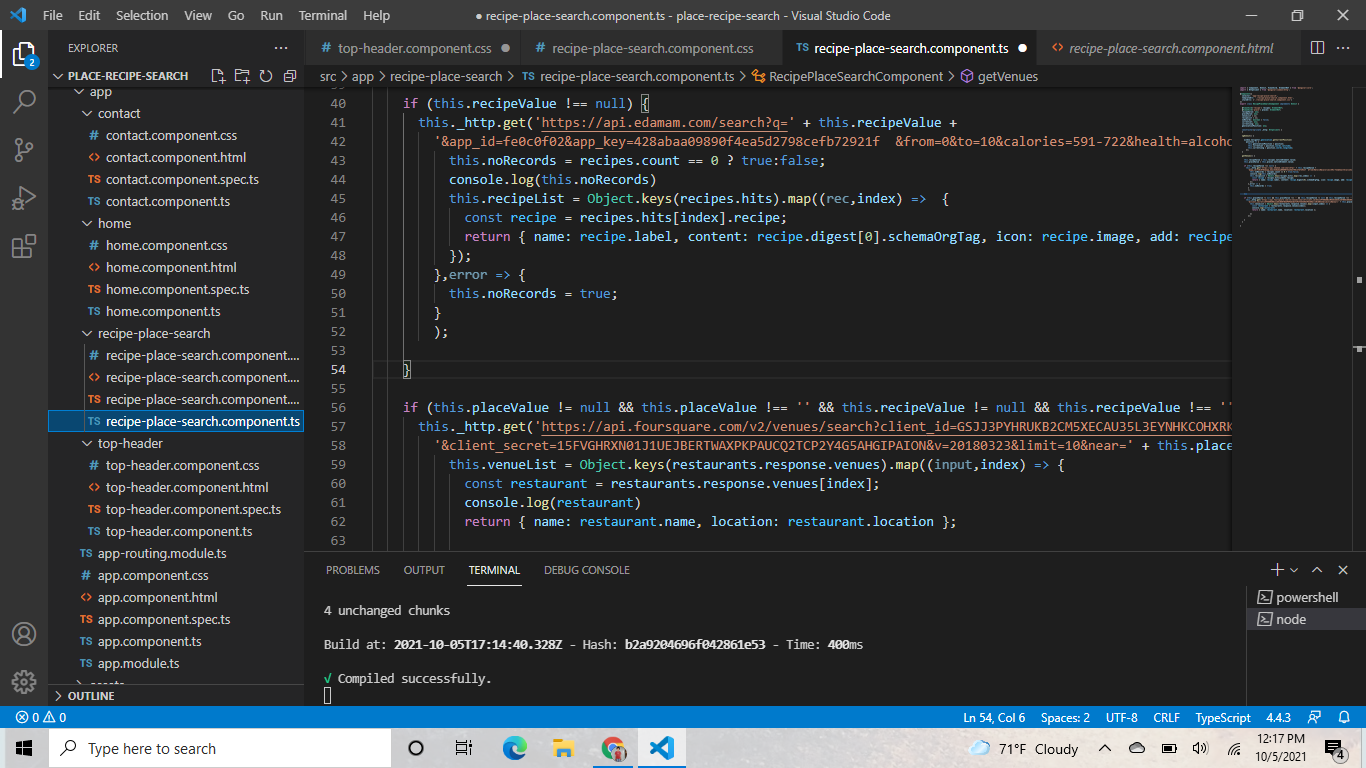 File Edit Selection View Go Run Terminal Help
● recipe-place-search.component.ts - place-recipe-search - Visual Studio Code
EXPLORER
top-header.component.css
# recipe-place-search.component.css
TS recipe-place-search.component.ts
<> recipe-place-search.component.html
PLACE-RECIPE-SEARCH
src > app > recipe-place-search > TS recipe-place-search.component.ts > RecipePlaceSearchComponent > getVenues
2
app
contact
# contact.component.css
<> contact.component.html
TS contact.component.spec.ts
TS contact.component.ts
home
# home.component.css
<> home.component.html
TS home.component.spec.ts
TS home.component.ts
recipe-place-search
# recipe-place-search.component....
<> recipe-place-search.component....
TS recipe-place-search.component....
TS recipe-place-search.component.ts
top-header
# top-header.component.css
<> top-header.component.html
TS top-header.component.spec.ts
TS top-header.component.ts
TS app-routing.module.ts
# app.component.css
<> app.component.html
TS app.component.spec.ts
TS app.component.ts
TS app.module.ts
OUTLINE
40 if (this.recipeValue !== null) {
41 this._http.get('https://api.edamam.com/search?q=' + this.recipeValue +
42 '&app_id=fe0c0f02&app_key=428abaa09890f4ea5d2798cefb72921f &from=0&to=10&calories=591-722&health=alcoho
43 this.noRecords = recipes.count == 0 ? true:false;
44 console.log(this.noRecords)
45 this.recipeList = Object.keys(recipes.hits).map((rec,index) => {
46 const recipe = recipes.hits[index].recipe;
47 return { name: recipe.label, content: recipe.digest[0].schemaOrgTag, icon: recipe.image, add: recipe
48 });
49 },error => {
50 this.noRecords = true;
51 }
52 );
53
54 }
55
56 if (this.placeValue != null && this.placeValue !== '' && this.recipeValue != null && this.recipeValue !== ''
57 this._http.get('https://api.foursquare.com/v2/venues/search?client_id=GSJJ3PYHRUKB2CM5XECAU35L3EYNHKCOHXRK
58 '&client_secret=15FVGHRXN01J1UEJBERTWAXPKPAUCQ2TCP2Y4G5AHGIPAION&v=20180323&limit=10&near=' + this.place
59 this.venueList = Object.keys(restaurants.response.venues).map((input,index) => {
60 const restaurant = restaurants.response.venues[index];
61 console.log(restaurant)
62 return { name: restaurant.name, location: restaurant.location };
63
PROBLEMS OUTPUT TERMINAL DEBUG CONSOLE
4 unchanged chunks
Build at: 2021-10-05T17:14:40.328Z - Hash: b2a9204696f042861e53 - Time: 400ms
√ Compiled successfully.
powershell
node
0 0
Ln 54, Col 6 Spaces: 2 UTF-8 CRLF TypeScript 4.4.3
Type here to search
71°F Cloudy
12:17 PM
10/5/2021
4